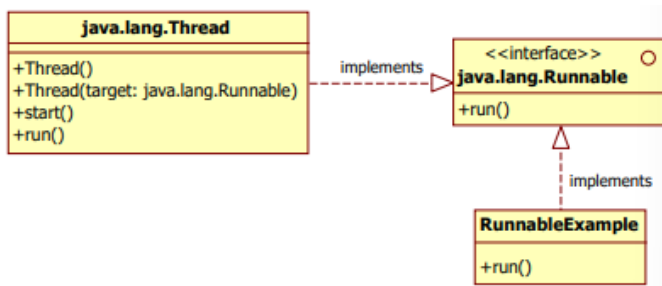 java.lang.Thread
+Thread()
+Thread(target: java.lang.Runnable)
+start()
+run()
implements
<<interface>>
java.lang.Runnable
+run()
implements
RunnableExample
+run()